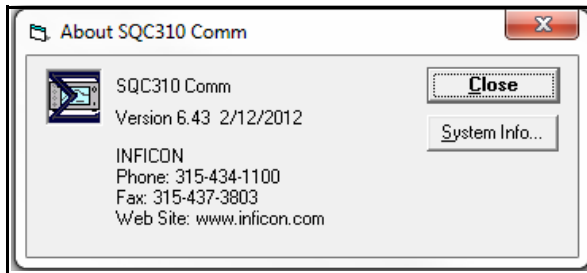 About SQC310 Comm
SQC310 Comm
Close
Version 6.43 2/12/2012
System Info...
INFICON
Phone: 315-434-1100
Fax: 315-437-3803
Web Site: www.inficon.com